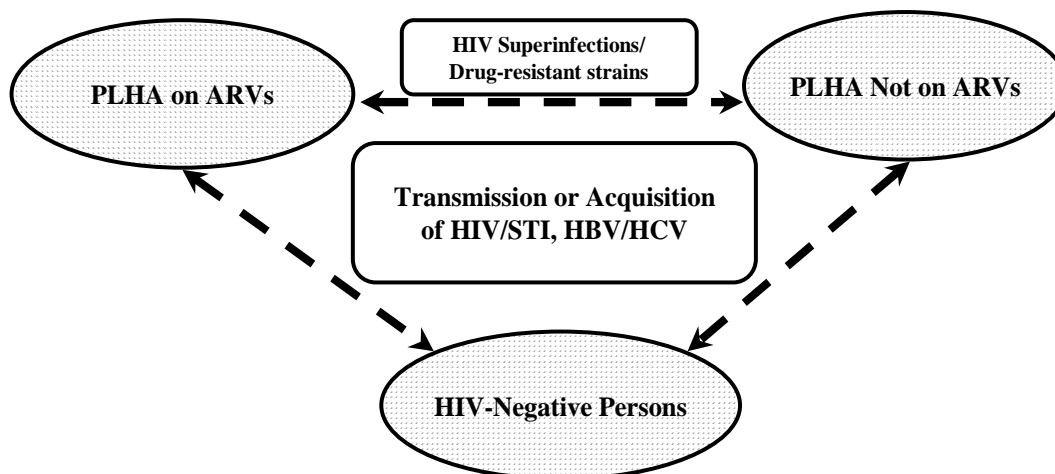 HIV Superinfections/
Drug-resistant strains
PLHA on ARVs
PLHA Not on ARVs
Transmission or Acquisition
of HIV/STI, HBV/HCV
HIV-Negative Persons